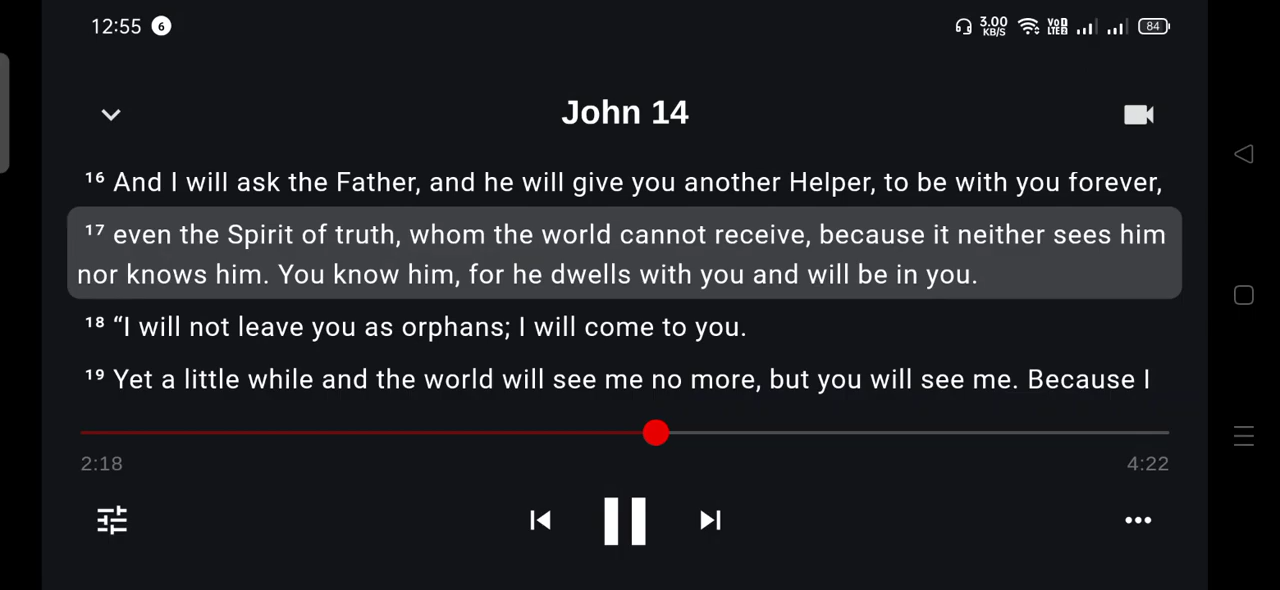 12:55 6 3.00 KB/S VoD LTE2 84
John 14
16 And I will ask the Father, and he will give you another Helper, to be with you forever,
17 even the Spirit of truth, whom the world cannot receive, because it neither sees him
nor knows him. You know him, for he dwells with you and will be in you.
18 “I will not leave you as orphans; I will come to you.
19 Yet a little while and the world will see me no more, but you will see me. Because I
2:18 4:22